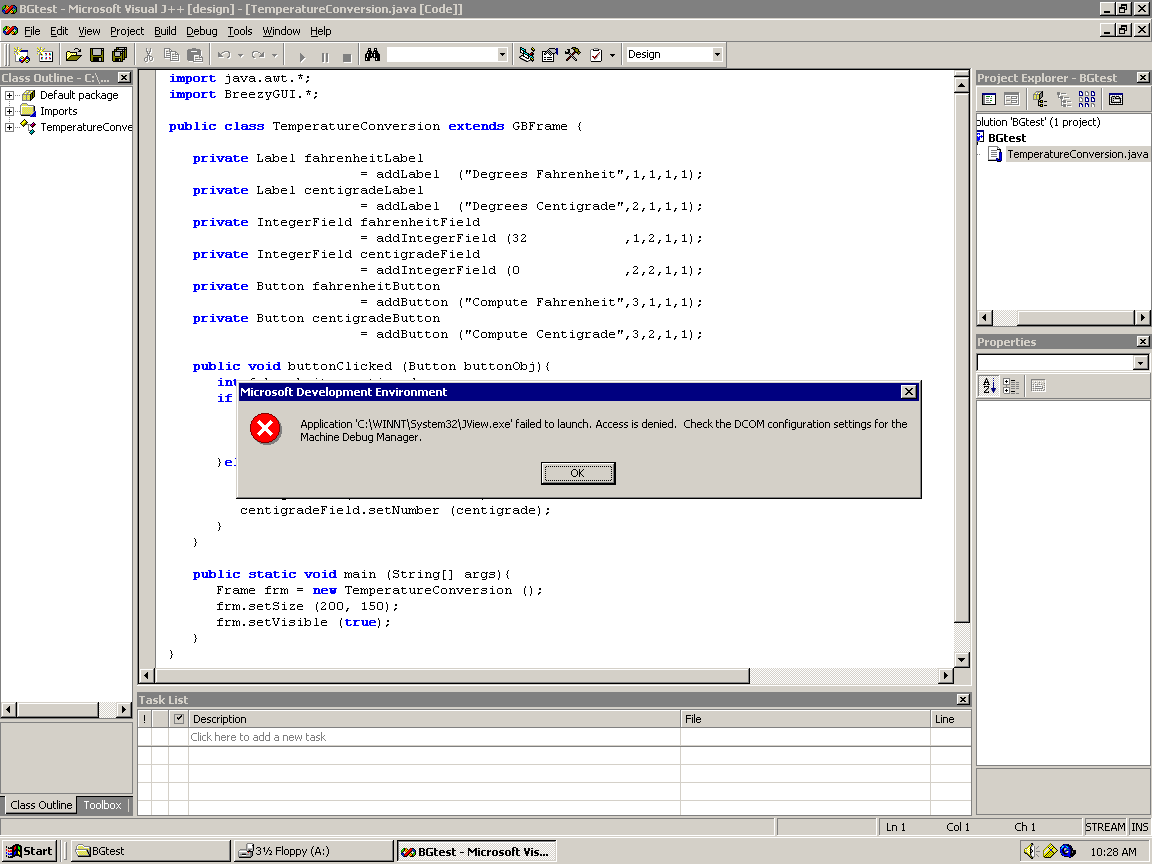 BGtest - Microsoft Visual J++ [design] - [TemperatureConversion.java [Code]]
File Edit View Project Build Debug Tools Window Help
Design
Class Outline - C:\...
Default package
Imports
TemperatureConve
import java.awt.*;
import BreezyGUI.*;
public class TemperatureConversion extends GBFrame {
private Label fahrenheitLabel
= addLabel ("Degrees Fahrenheit",1,1,1,1);
private Label centigradeLabel
= addLabel ("Degrees Centigrade",2,1,1,1);
private IntegerField fahrenheitField
= addIntegerField (32 ,1,2,1,1);
private IntegerField centigradeField
= addIntegerField (0 ,2,2,1,1);
private Button fahrenheitButton
= addButton ("Compute Fahrenheit",3,1,1,1);
private Button centigradeButton
= addButton ("Compute Centigrade",3,2,1,1);
public void buttonClicked (Button buttonObj){
if
Microsoft Development Environment
Application 'C:\WINNT\System32\JView.exe' failed to launch. Access is denied. Check the DCOM configuration settings for the
Machine Debug Manager.
OK
}el
centigradeField.setNumber (centigrade);
}
}
public static void main (String[] args){
Frame frm = new TemperatureConversion ();
frm.setSize (200, 150);
frm.setVisible (true);
}
}
Project Explorer - BGtest
olution 'BGtest' (1 project)
BGtest
TemperatureConversion.java
Properties
Task List
! Description File Line
Click here to add a new task
Class Outline Toolbox
Ln 1 Col 1 Ch 1 STREAM INS
Start BGtest 3½ Floppy (A:) BGtest - Microsoft Vis... 10:28 AM